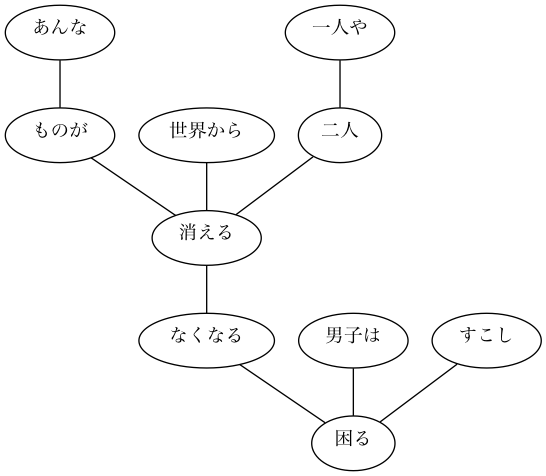 あんな
一人や
ものが
世界から
二人
消える
なくなる
男子は
すこし
困る